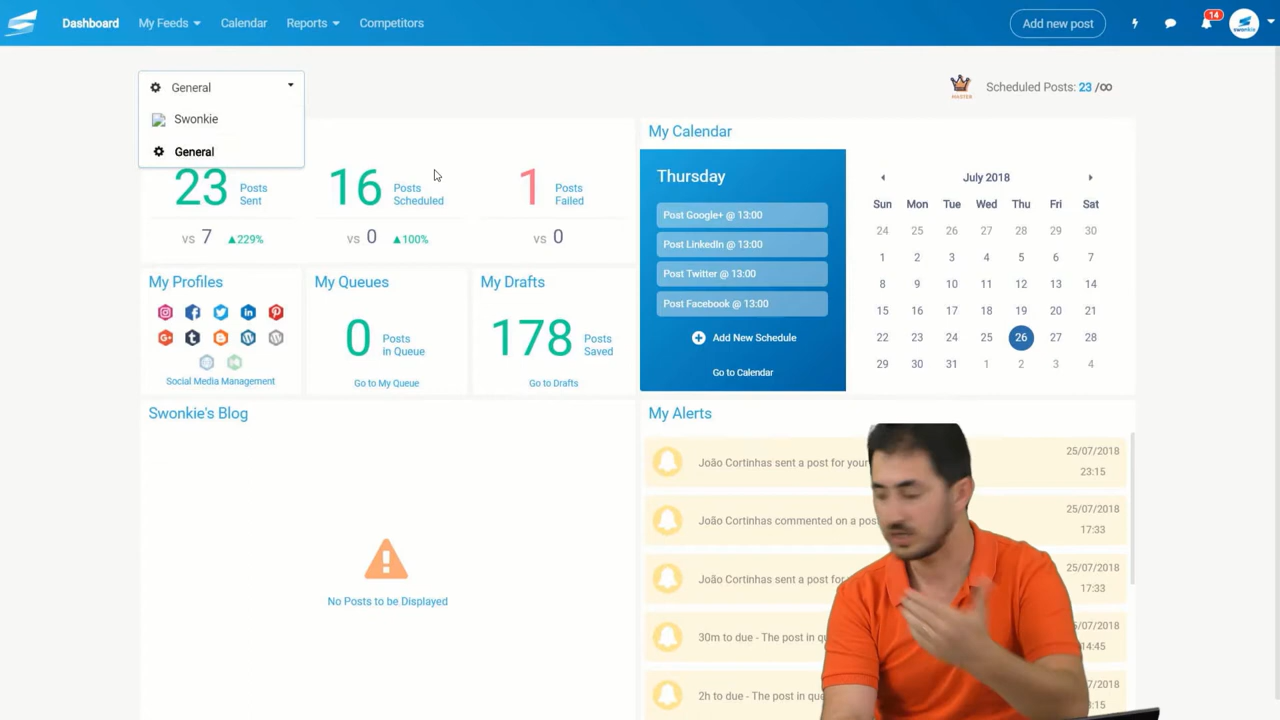 Dashboard My Feeds Calendar Reports Competitors Add new post 14 swonkie
General
Swonkie
General
MASTER
Scheduled Posts: 23 /∞
23 Posts Sent
vs 7 ▲229%
16 Posts Scheduled
vs 0 ▲100%
1 Posts Failed
vs 0
My Profiles
Social Media Management
My Queues
0 Posts in Queue
Go to My Queue
My Drafts
178 Posts Saved
Go to Drafts
My Calendar
Thursday
Post Google+ @ 13:00
Post LinkedIn @ 13:00
Post Twitter @ 13:00
Post Facebook @ 13:00
Add New Schedule
Go to Calendar
July 2018
Sun Mon Tue Wed Thu Fri Sat
24 25 26 27 28 29 30
1 2 3 4 5 6 7
8 9 10 11 12 13 14
15 16 17 18 19 20 21
22 23 24 25 26 27 28
29 30 31 1 2 3 4
Swonkie's Blog
No Posts to be Displayed
My Alerts
João Cortinhas sent a post for your
25/07/2018
23:15
João Cortinhas commented on a pos
25/07/2018
17:33
João Cortinhas sent a post for
25/07/2018
17:33
30m to due - The post in qu
/07/2018
14:45
2h to due - The post in qu
/2018
:15